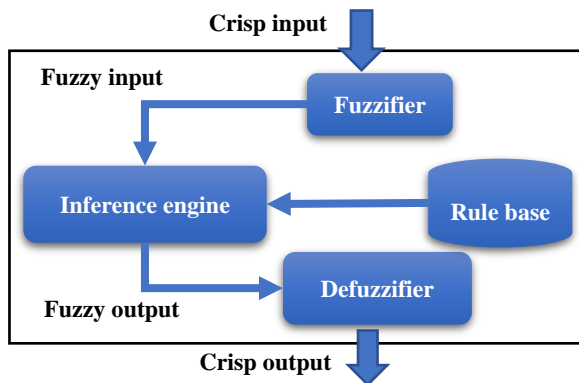 Crisp input
Fuzzy input
Fuzzifier
Inference engine
Rule base
Defuzzifier
Fuzzy output
Crisp output